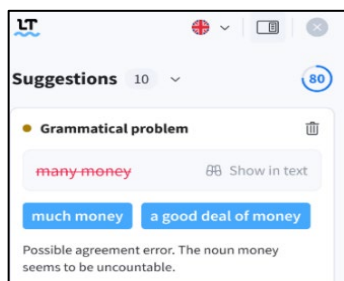 LT
Suggestions 10
80
Grammatical problem
many money Show in text
much money a good deal of money
Possible agreement error. The noun money
seems to be uncountable.